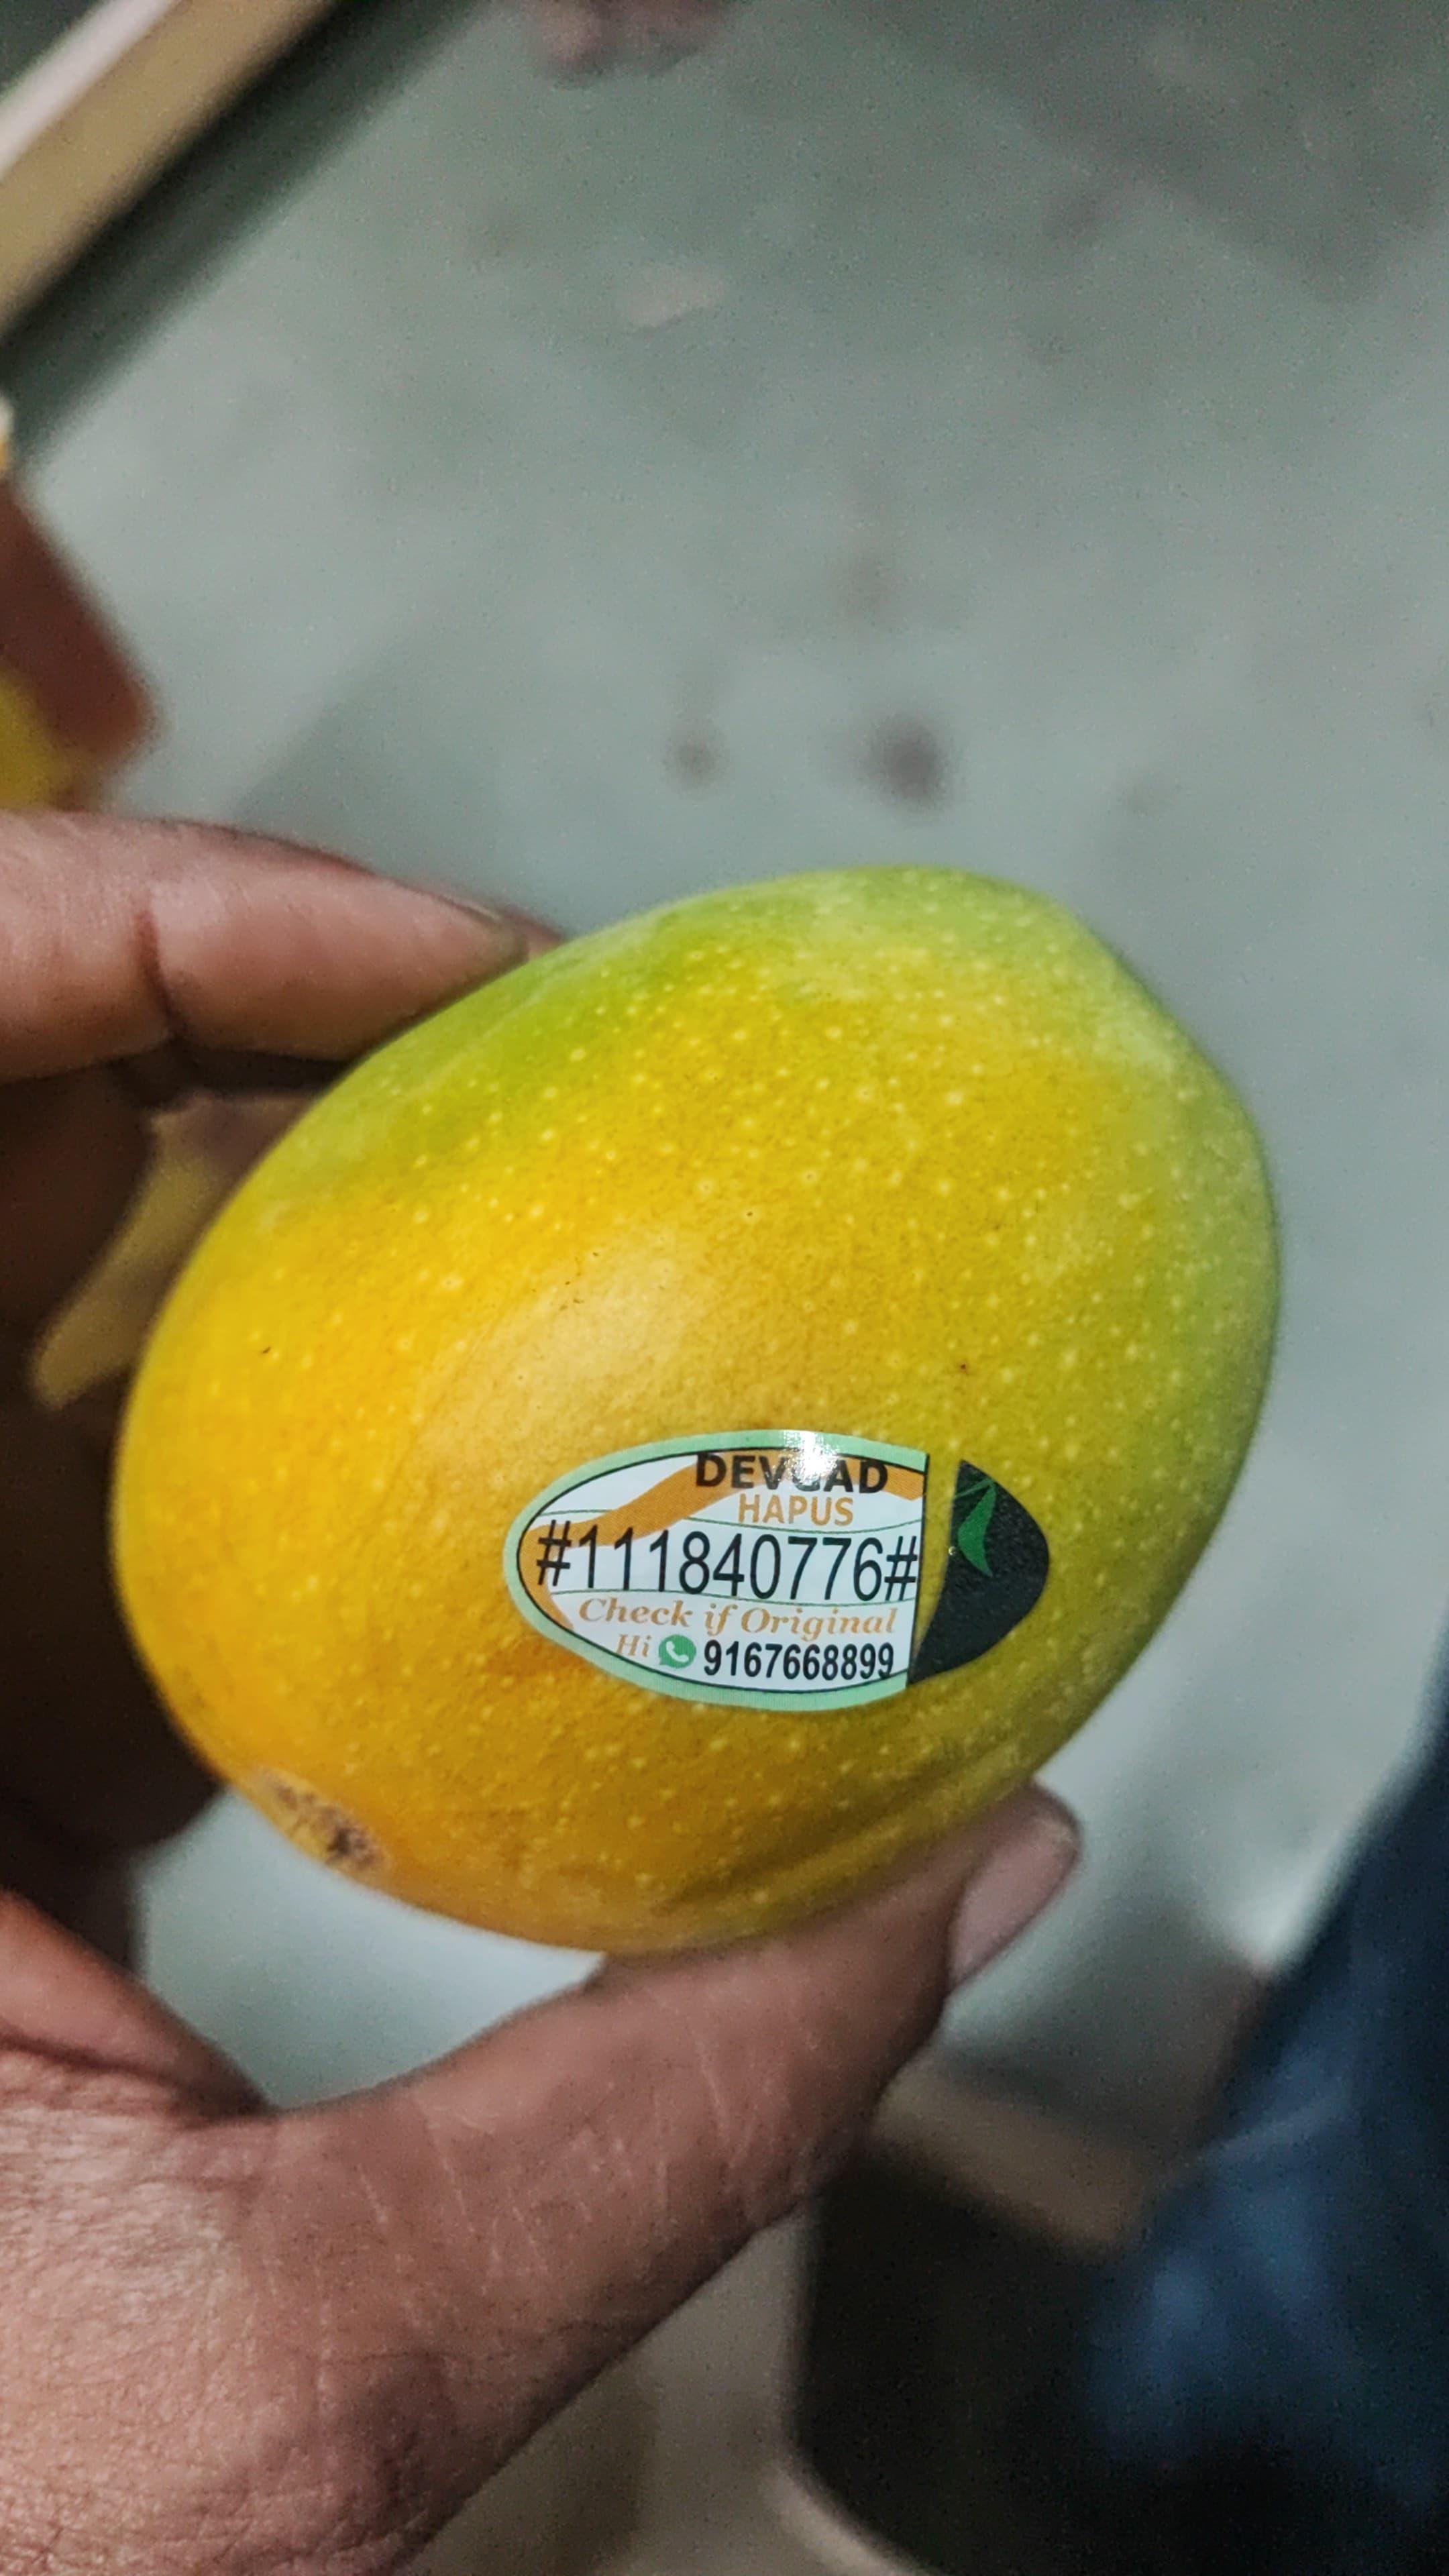 DEVGAD
HAPUS
#111840776#
Check if Original
Hi 9167668899